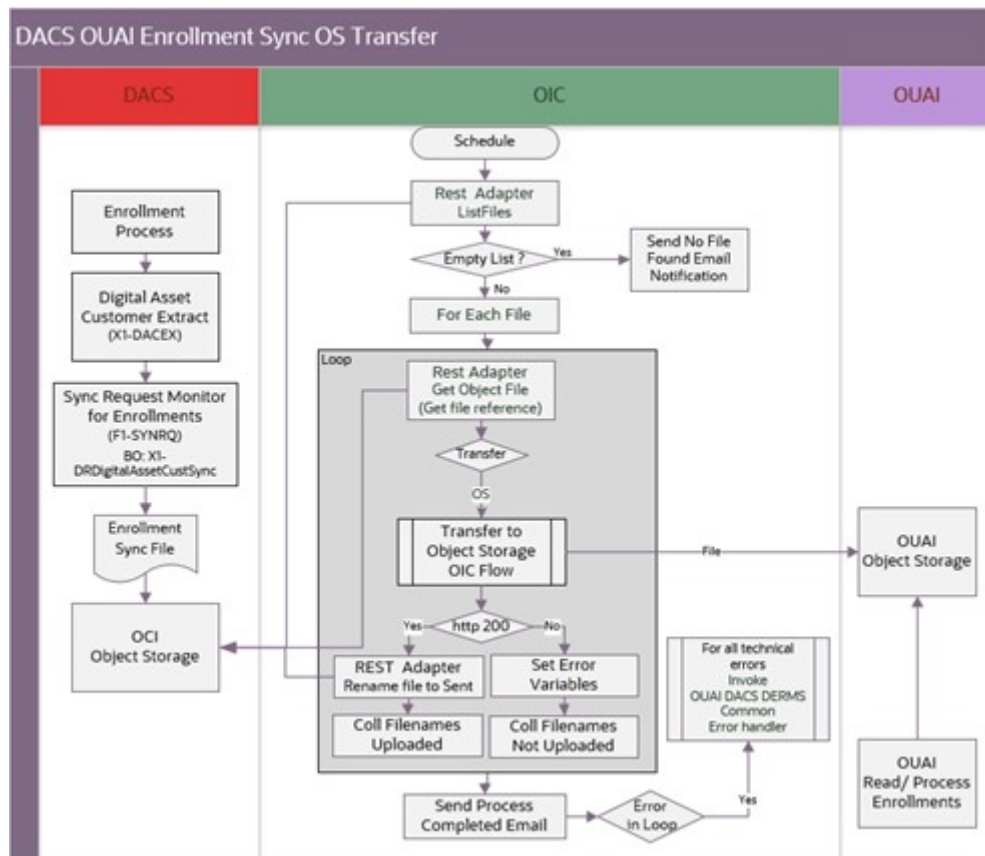 DACS OUAI Enrollment Sync OS Transfer
DACS
OIC
OUAI
Enrollment
Process
Digital Asset
Customer Extract
(X1-DACEX)
Sync Request Monitor
for Enrollments
(F1-SYNRQ)
BO: X1-
DRDigitalAssetCustSync
Enrollment
Sync File
OCI
Object Storage
Schedule
Rest Adapter
ListFiles
Empty List ?
Yes
Send No File
Found Email
Notification
No
For Each File
Loop
Rest Adapter
Get Object File
(Get file reference)
Transfer
OS
Transfer to
Object Storage
OIC Flow
File
http 200
Yes
No
REST Adapter
Rename file to Sent
Set Error
Variables
Coll Filenames
Uploaded
Coll Filenames
Not Uploaded
For all technical
errors
Invoke
OUAI DACS DERMS
Common
Error handler
Send Process
Completed Email
Error
in Loop
Yes
OUAI
Object Storage
OUAI
Read/ Process
Enrollments